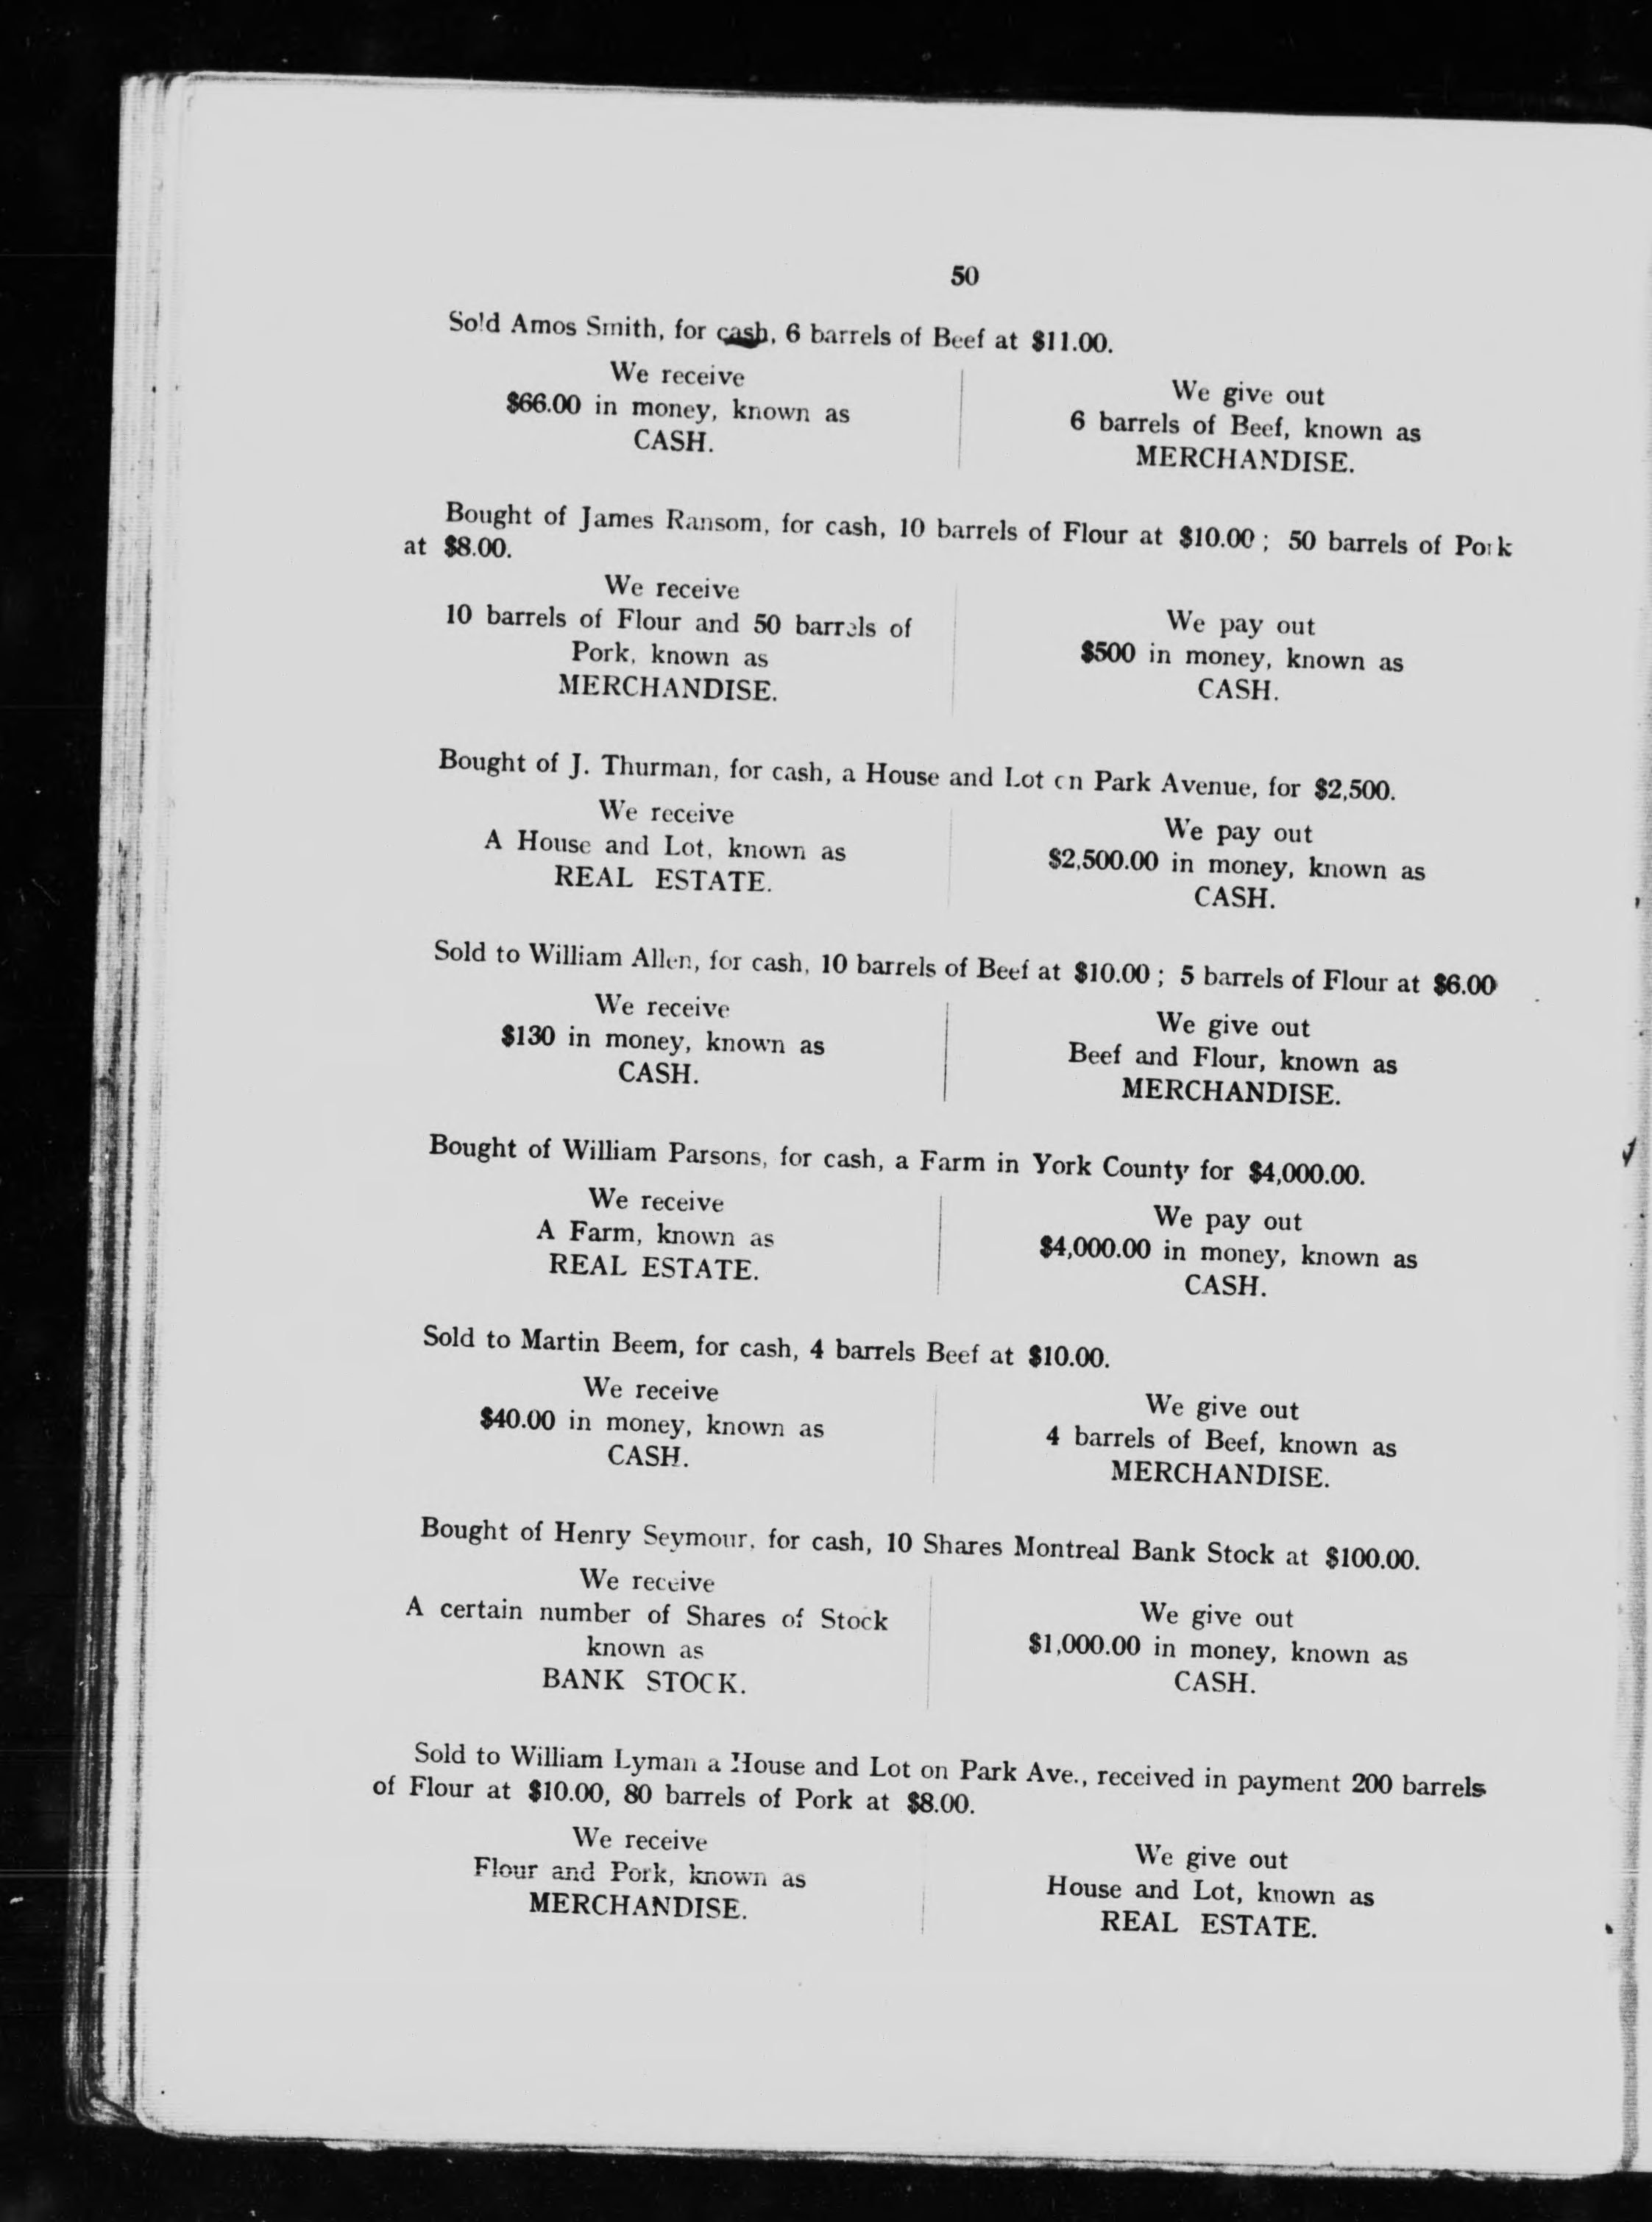 50
Sold Amos Smith, for cash, 6 barrels of Beef at $11.00.
We receive
$66.00 in money, known as
CASH.
We give out
6 barrels of Beef, known as
MERCHANDISE.
Bought of James Ransom, for cash, 10 barrels of Flour at $10.00; 50 barrels of Pork
at $8.00.
We receive
10 barrels of Flour and 50 barrels of
Pork, known as
MERCHANDISE.
We pay out
$500 in money, known as
CASH.
Bought of J. Thurman, for cash, a House and Lot on Park Avenue, for $2,500.
We receive
A House and Lot, known as
REAL ESTATE.
We pay out
$2,500.00 in money, known as
CASH.
Sold to William Allen, for cash, 10 barrels of Beef at $10.00; 5 barrels of Flour at $6.00
We receive
$130 in money, known as
CASH.
We give out
Beef and Flour, known as
MERCHANDISE.
Bought of William Parsons, for cash, a Farm in York County for $4,000.00.
We receive
A Farm, known as
REAL ESTATE.
We pay out
$4,000.00 in money, known as
CASH.
Sold to Martin Beem, for cash, 4 barrels Beef at $10.00.
We receive
$40.00 in money, known as
CASH.
We give out
4 barrels of Beef, known as
MERCHANDISE.
Bought of Henry Seymour, for cash, 10 Shares Montreal Bank Stock at $100.00.
We receive
A certain number of Shares of Stock
known as
BANK STOCK.
We give out
$1,000.00 in money, known as
CASH.
Sold to William Lyman a House and Lot on Park Ave., received in payment 200 barrels
of Flour at $10.00, 80 barrels of Pork at $8.00.
We receive
Flour and Pork, known as
MERCHANDISE.
We give out
House and Lot, known as
REAL ESTATE.